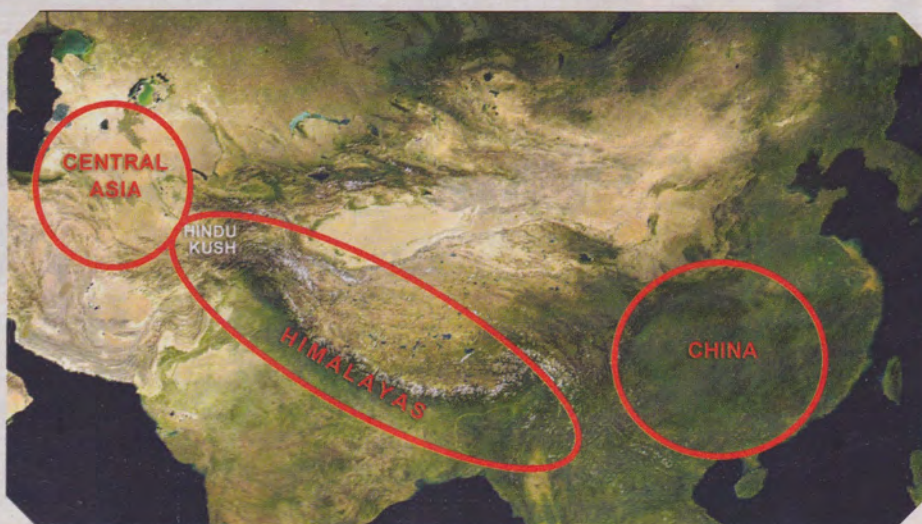 CENTRAL
ASIA
HINDU
KUSH
HIMALAYAS
CHINA